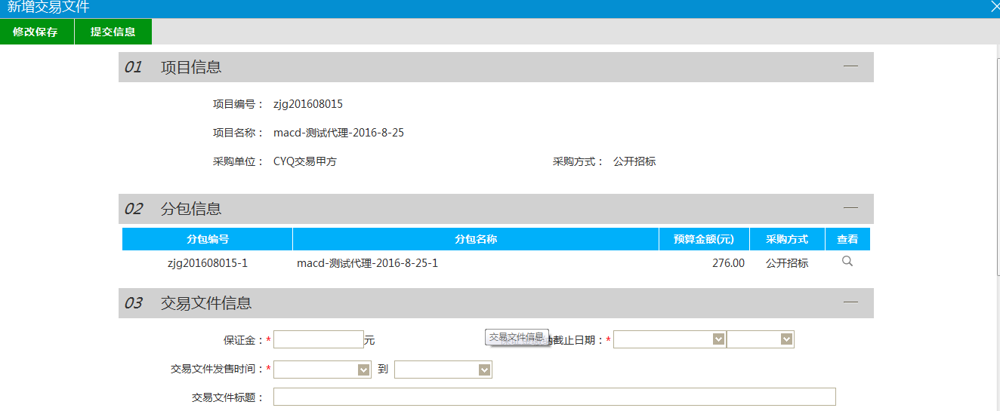 新增交易文件
修改保存 提交信息
01 项目信息
项目编号： zjg201608015
项目名称： macd-测试代理-2016-8-25
采购单位： CYQ交易甲方 采购方式： 公开招标
02 分包信息
分包编号 分包名称 预算金额(元) 采购方式 查看
zjg201608015-1 macd-测试代理-2016-8-25-1 276.00 公开招标
03 交易文件信息
保证金：* 元 交易文件信息 截止日期：*
交易文件发售时间：* 到
交易文件标题：